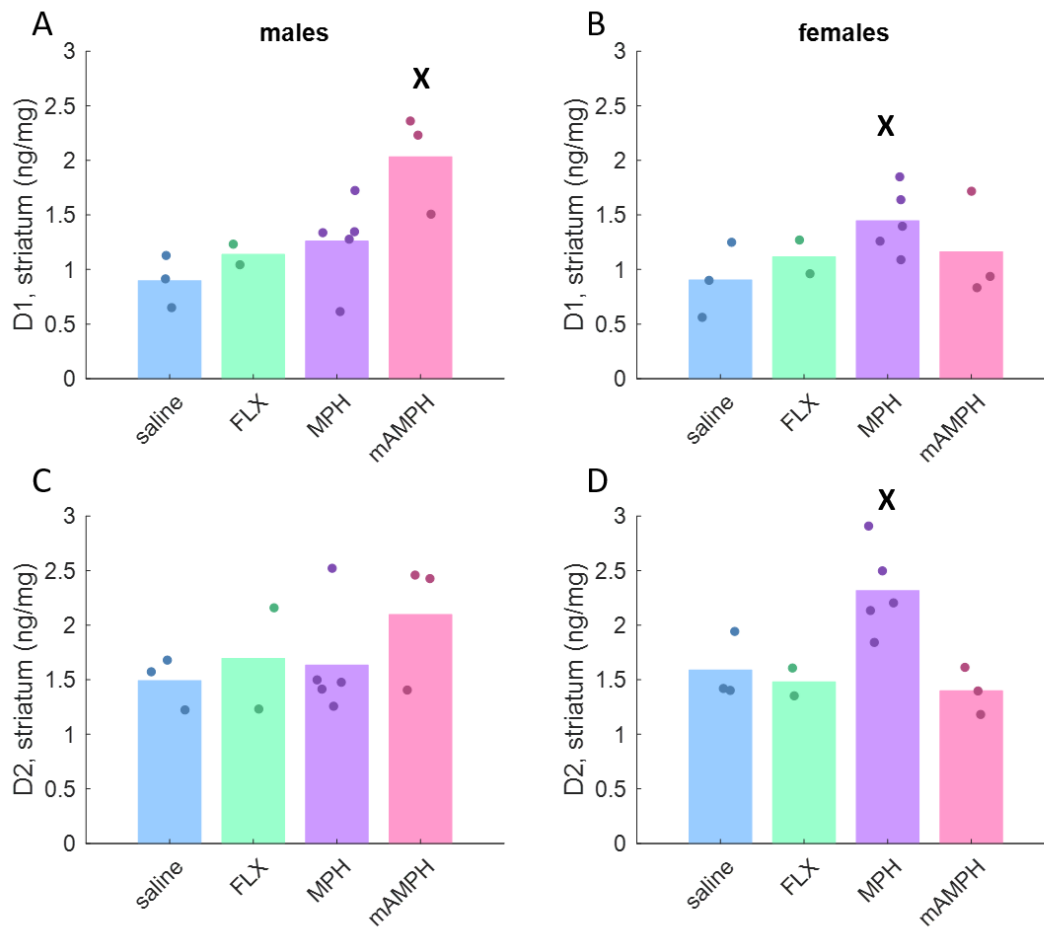 A
males
D1, striatum (ng/mg)
3
2.5
2
1.5
1
0.5
0
X
saline
FLX
MPH
mAMPH
B
females
D1, striatum (ng/mg)
3
2.5
2
1.5
1
0.5
0
X
saline
FLX
MPH
mAMPH
C
D2, striatum (ng/mg)
3
2.5
2
1.5
1
0.5
0
saline
FLX
MPH
mAMPH
D
D2, striatum (ng/mg)
3
2.5
2
1.5
1
0.5
0
X
saline
FLX
MPH
mAMPH